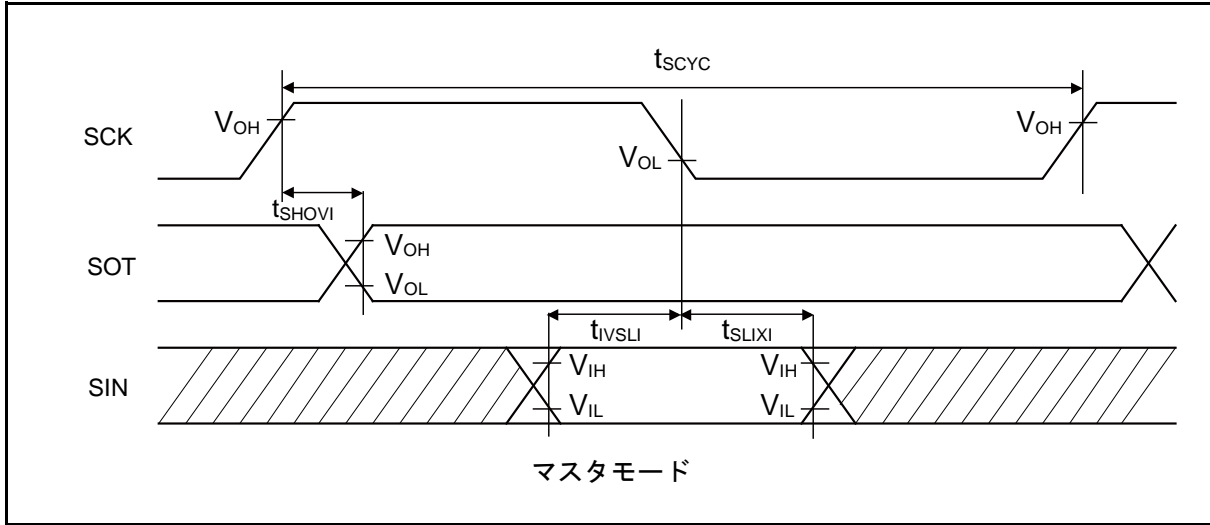 tSCYC
SCK
VOH
VOL
VOH
tSHOVI
SOT
VOH
VOL
tIVSLI
tSLIXI
SIN
VIH
VIH
VIL
VIL
マスタモード